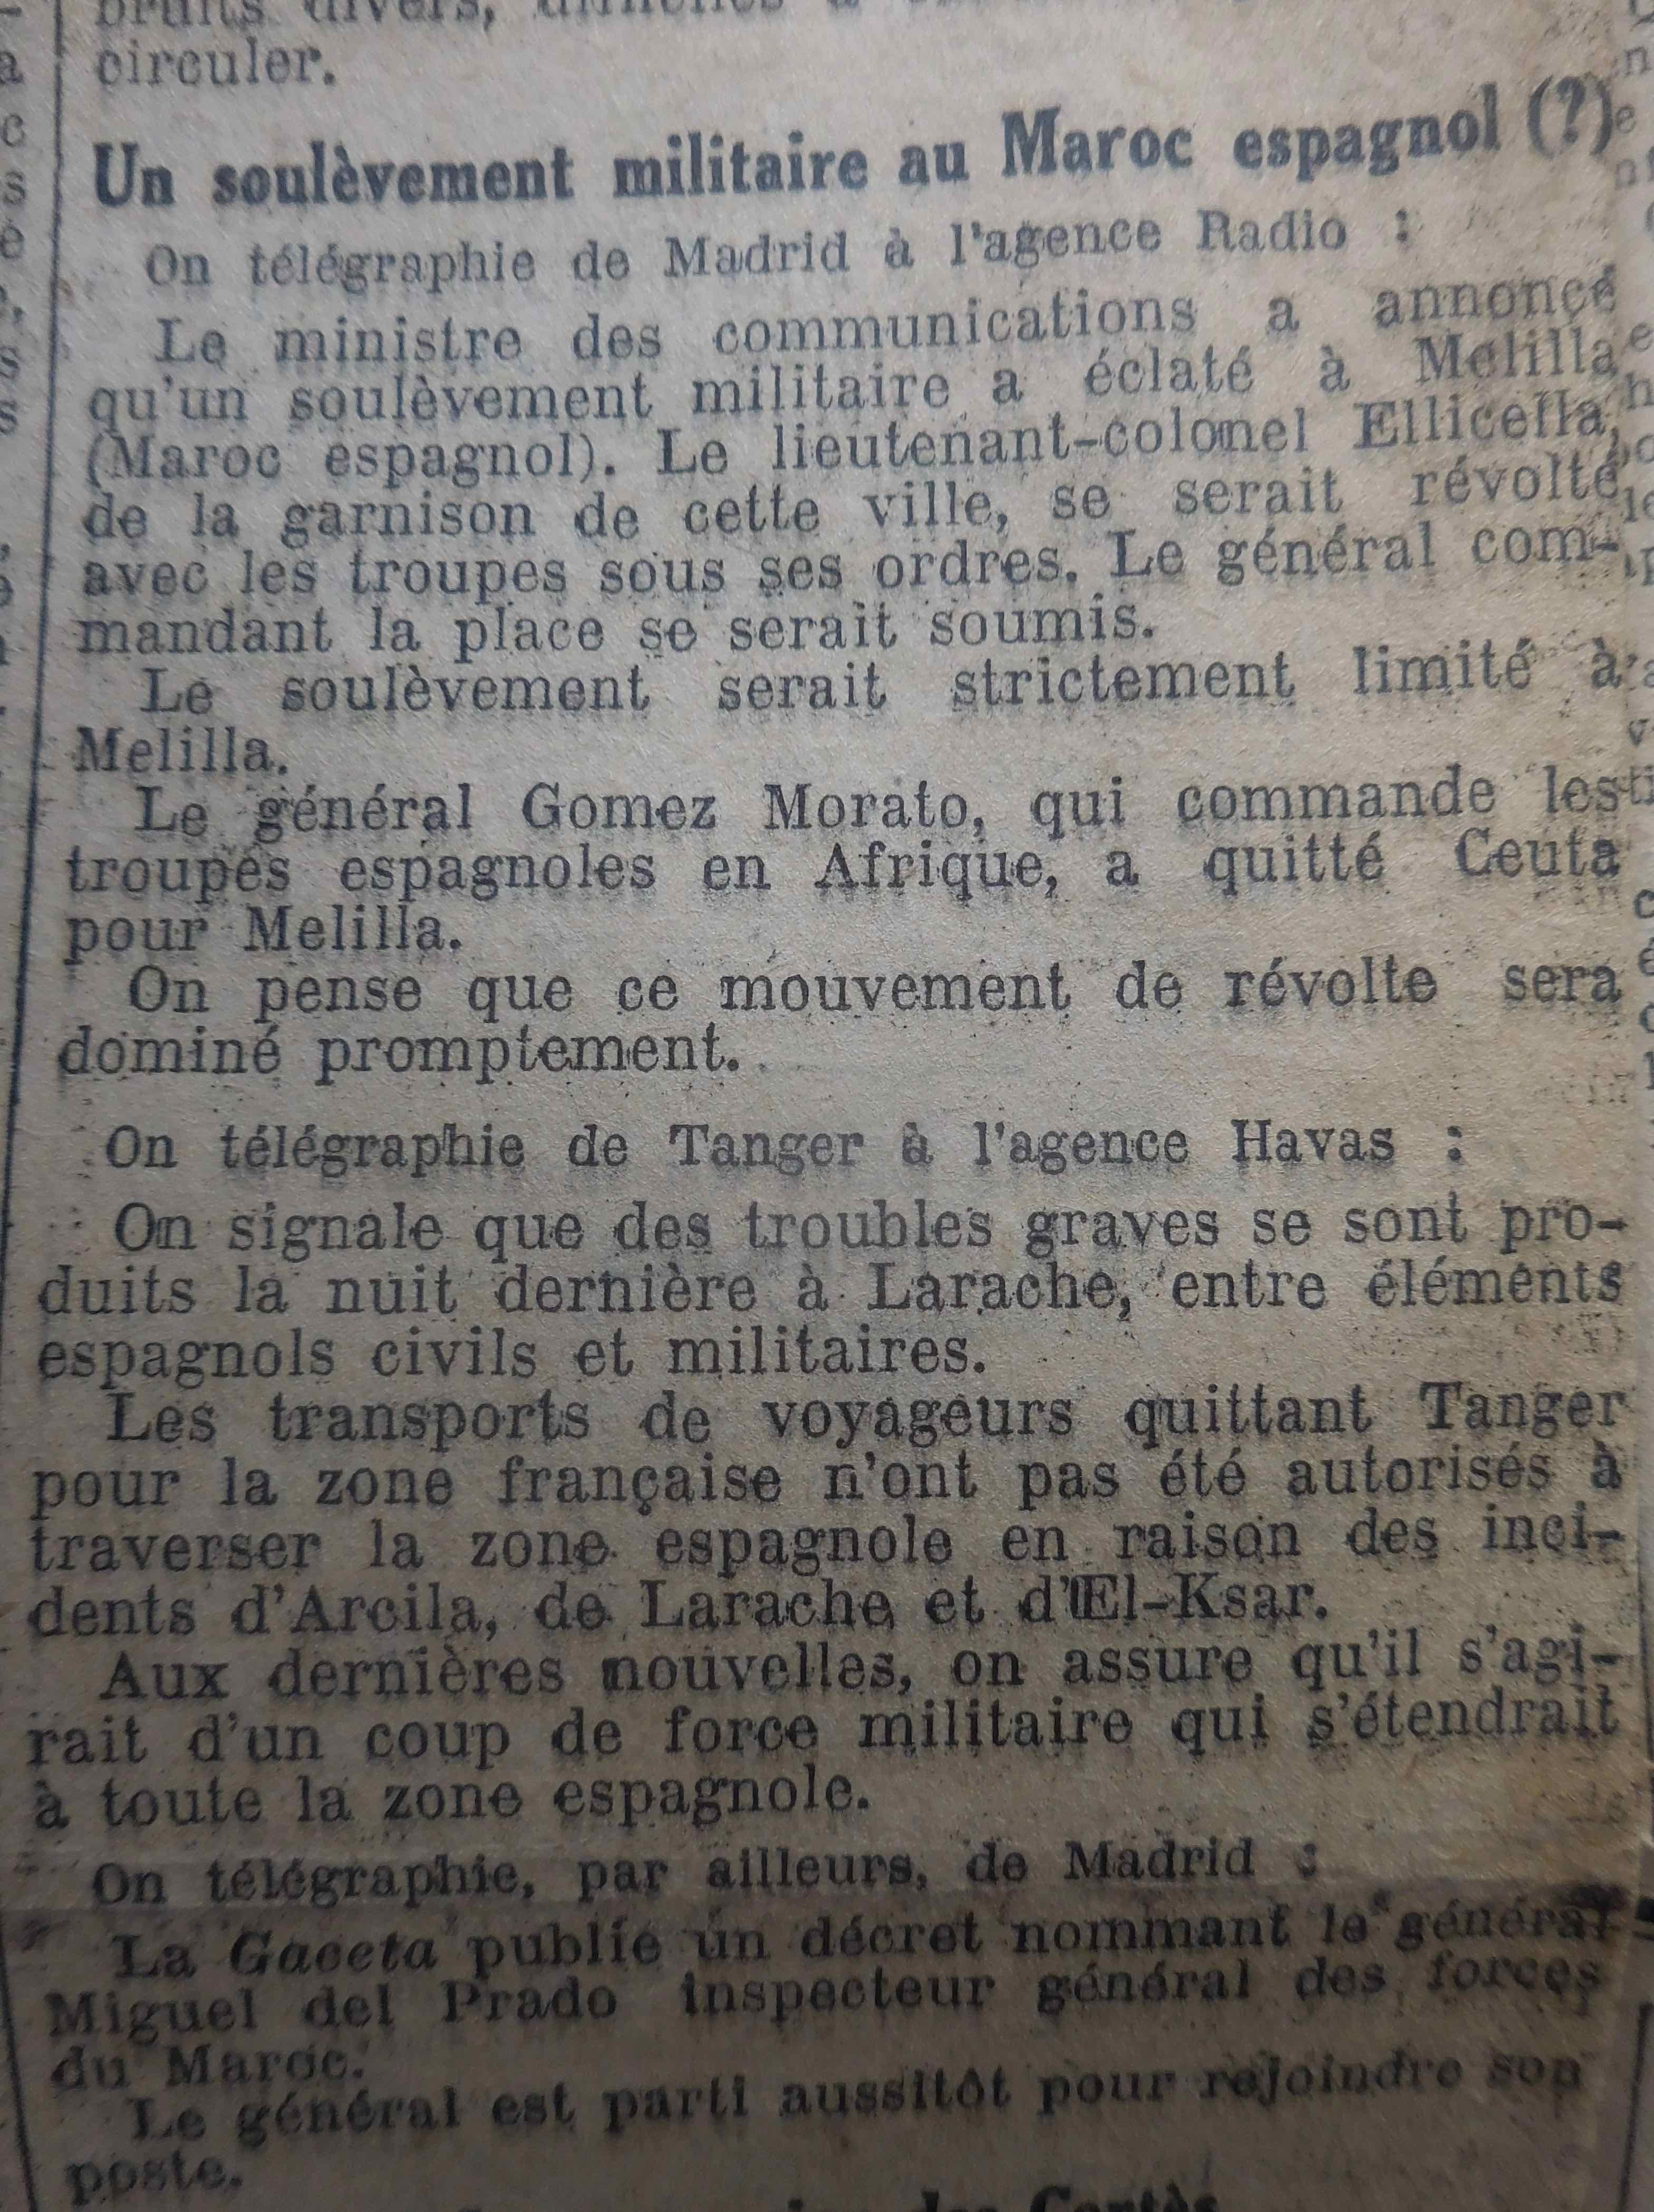 bruits divers,
circuler.
Un soulèvement militaire au Maroc espagnol (?)
On télégraphie de Madrid à l'agence Radio :
Le ministre des communications a annoncé
qu'un soulèvement militaire a éclaté à Melilla
(Maroc espagnol). Le lieutenant-colonel Ellicella,
de la garnison de cette ville, se serait révolté
avec les troupes sous ses ordres. Le général com-
mandant la place se serait soumis.
Le soulèvement serait strictement limité à
Melilla.
Le général Gomez Morato, qui commande les
troupes espagnoles en Afrique, a quitté Ceuta
pour Melilla.
On pense que ce mouvement de révolte sera
dominé promptement.
On télégraphie de Tanger à l'agence Havas :
On signale que des troubles graves se sont pro-
duits la nuit dernière à Larache, entre éléments
espagnols civils et militaires.
Les transports de voyageurs quittant Tanger
pour la zone française n'ont pas été autorisés à
traverser la zone espagnole en raison des inci-
dents d'Arcila, de Larache et d'El-Ksar.
Aux dernières nouvelles, on assure qu'il s'agi-
rait d'un coup de force militaire qui s'étendrait
à toute la zone espagnole.
On télégraphie, par ailleurs, de Madrid :
La Gaceta publie un décret nommant le général
Miguel del Prado inspecteur général des forces
du Maroc.
Le général est parti aussitôt pour rejoindre son
poste.
des Cortès